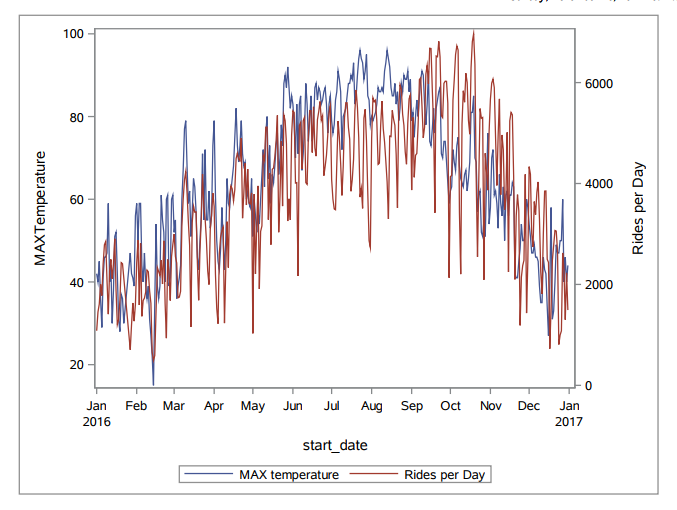 100
80
60
40
20
MAXTemperature
6000
4000
2000
0
Rides per Day
Jan Feb Mar Apr May Jun Jul Aug Sep Oct Nov Dec Jan
2016 2017
start_date
MAX temperature Rides per Day